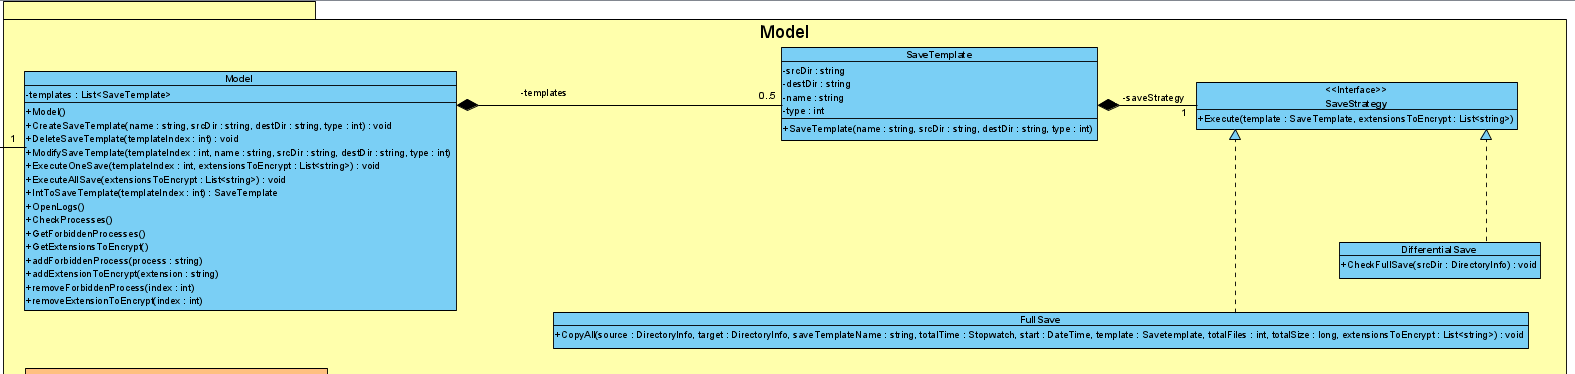 Model
Model
-templates : List<SaveTemplate>
+Model()
+CreateSaveTemplate(name : string, srcDir : string, destDir : string, type : int) : void
+DeleteSaveTemplate(templateIndex : int) : void
+ModifySaveTemplate(templateIndex : int, name : string, srcDir : string, destDir : string, type : int)
+ExecuteOneSave(templateIndex : int, extensionsToEncrypt : List<string>) : void
+ExecuteAllSave(extensionsToEncrypt : List<string>) : void
+IntToSaveTemplate(templateIndex : int) : SaveTemplate
+OpenLogs()
+CheckProcesses()
+GetForbiddenProcesses()
+GetExtensionsToEncrypt()
+addForbiddenProcess(process : string)
+addExtensionToEncrypt(extension : string)
+removeForbiddenProcess(index : int)
+removeExtensionToEncrypt(index : int)
1
-templates
0..5
SaveTemplate
-srcDir : string
-destDir : string
-name : string
-type : int
+SaveTemplate(name : string, srcDir : string, destDir : string, type : int)
-saveStrategy
1
<<Interface>>
SaveStrategy
+Execute(template : SaveTemplate, extensionsToEncrypt : List<string>)
DifferentialSave
+CheckFullSave(srcDir : DirectoryInfo) : void
FullSave
+CopyAll(source : DirectoryInfo, target : DirectoryInfo, saveTemplateName : string, totalTime : Stopwatch, start : DateTime, template : Savetemplate, totalFiles : int, totalSize : long, extensionsToEncrypt : List<string>) : void